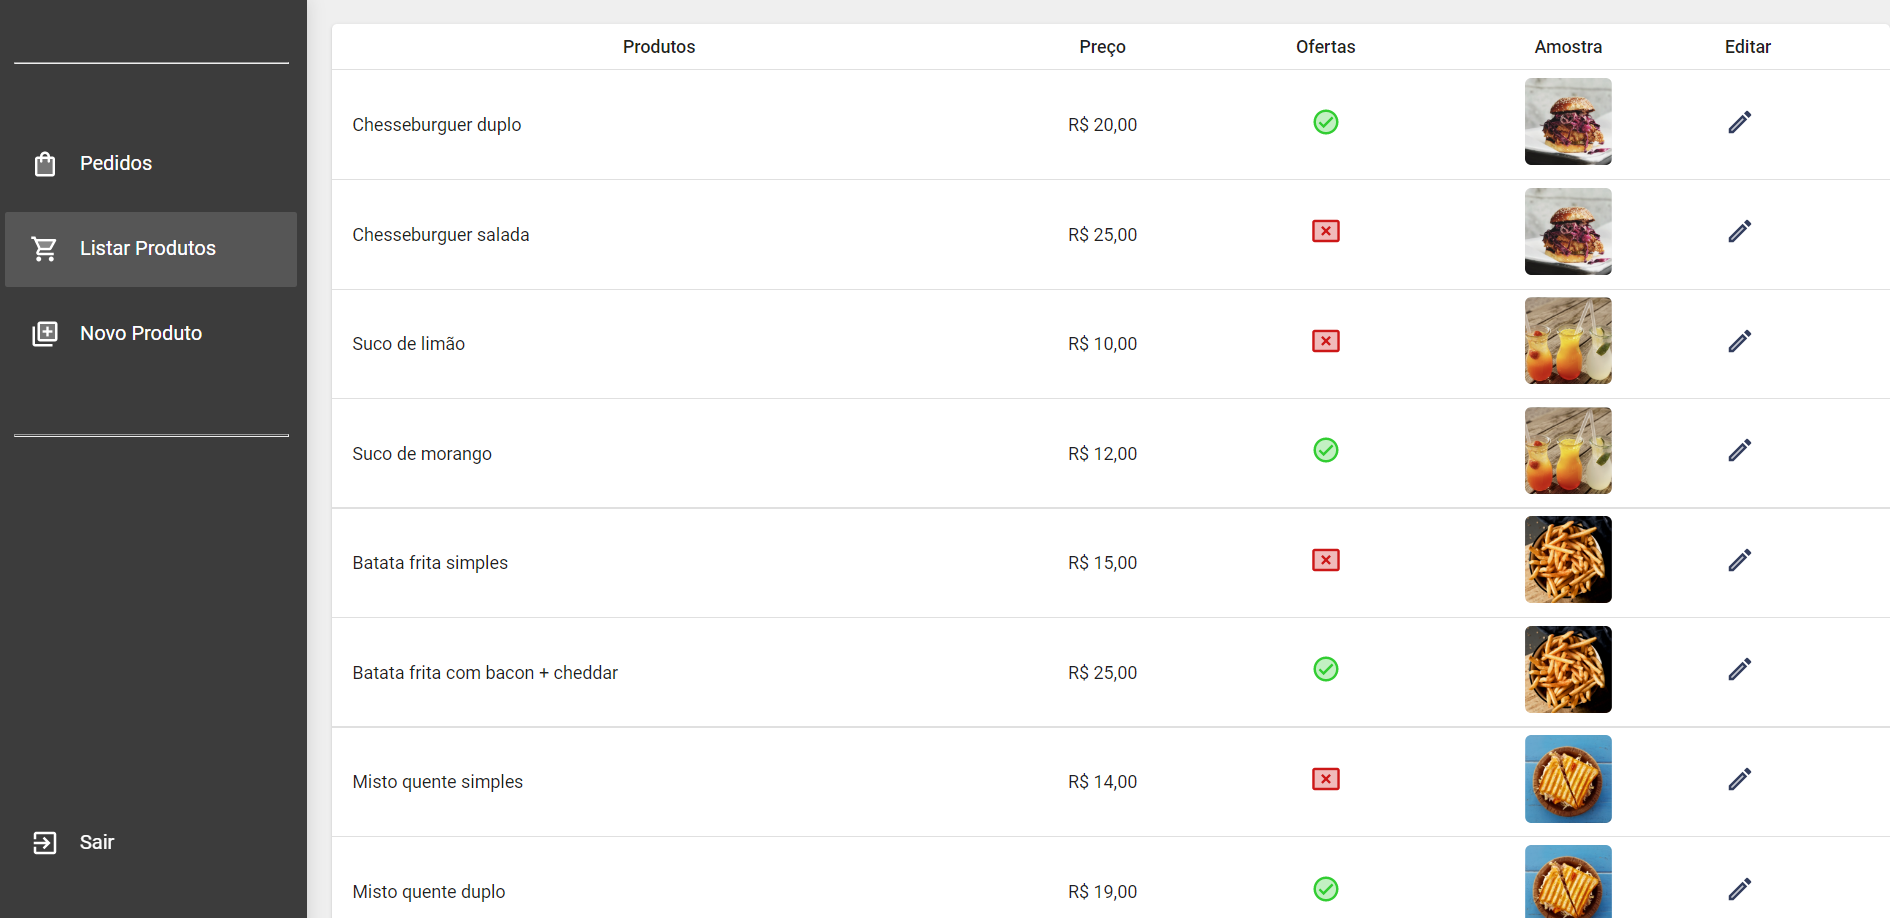 Pedidos
Listar Produtos
Novo Produto
Sair
Produtos Preço Ofertas Amostra Editar
Chesseburguer duplo R$ 20,00
Chesseburguer salada R$ 25,00
Suco de limão R$ 10,00
Suco de morango R$ 12,00
Batata frita simples R$ 15,00
Batata frita com bacon + cheddar R$ 25,00
Misto quente simples R$ 14,00
Misto quente duplo R$ 19,00